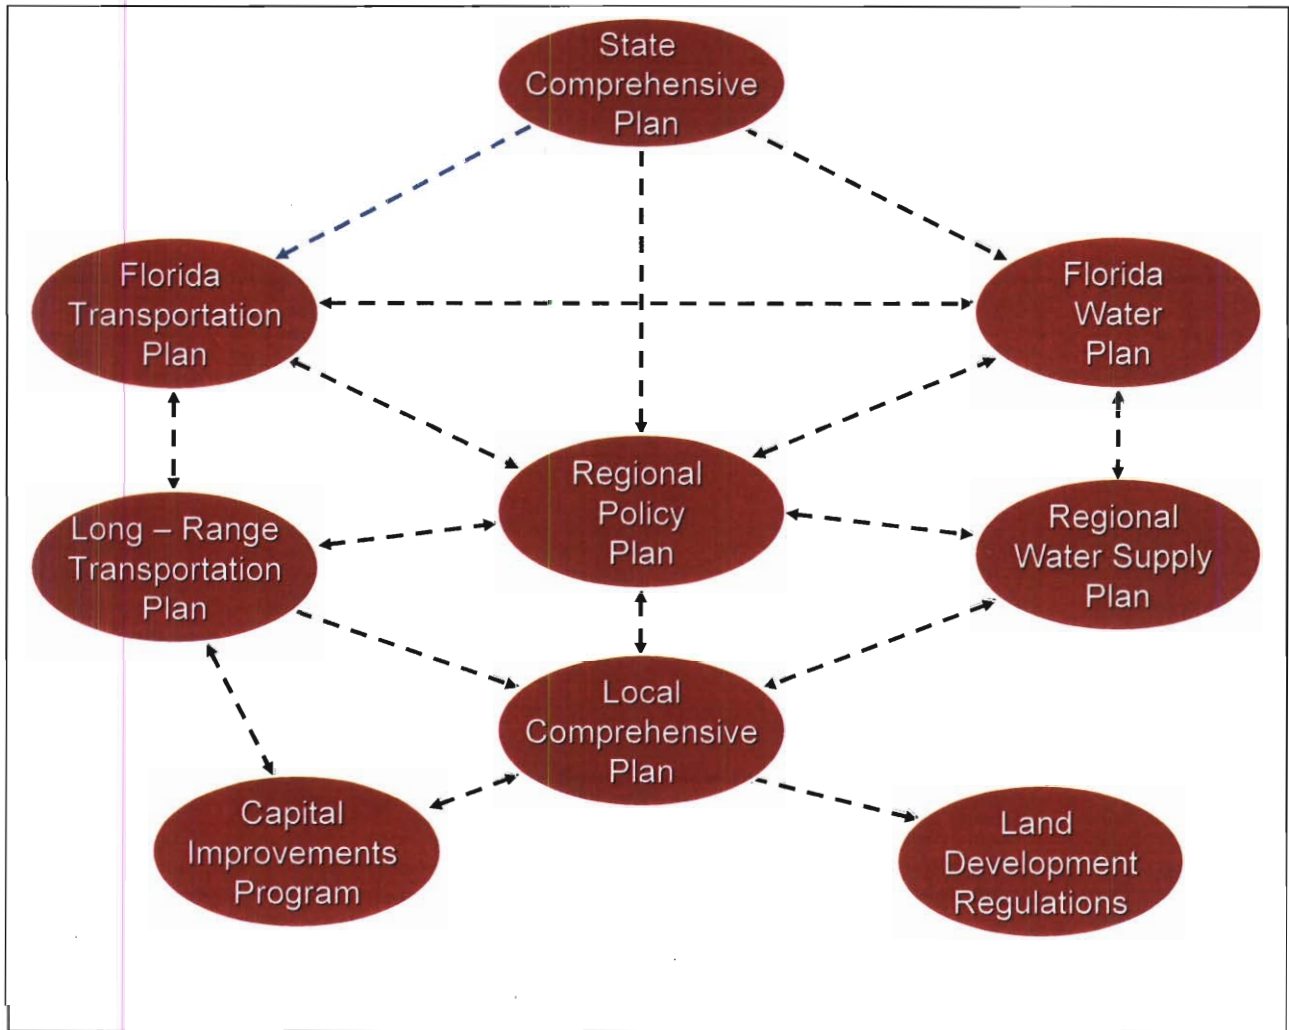 State
Comprehensive
Plan
Florida
Transportation
Plan
Florida
Water
Plan
Regional
Policy
Plan
Long – Range
Transportation
Plan
Regional
Water Supply
Plan
Local
Comprehensive
Plan
Capital
Improvements
Program
Land
Development
Regulations